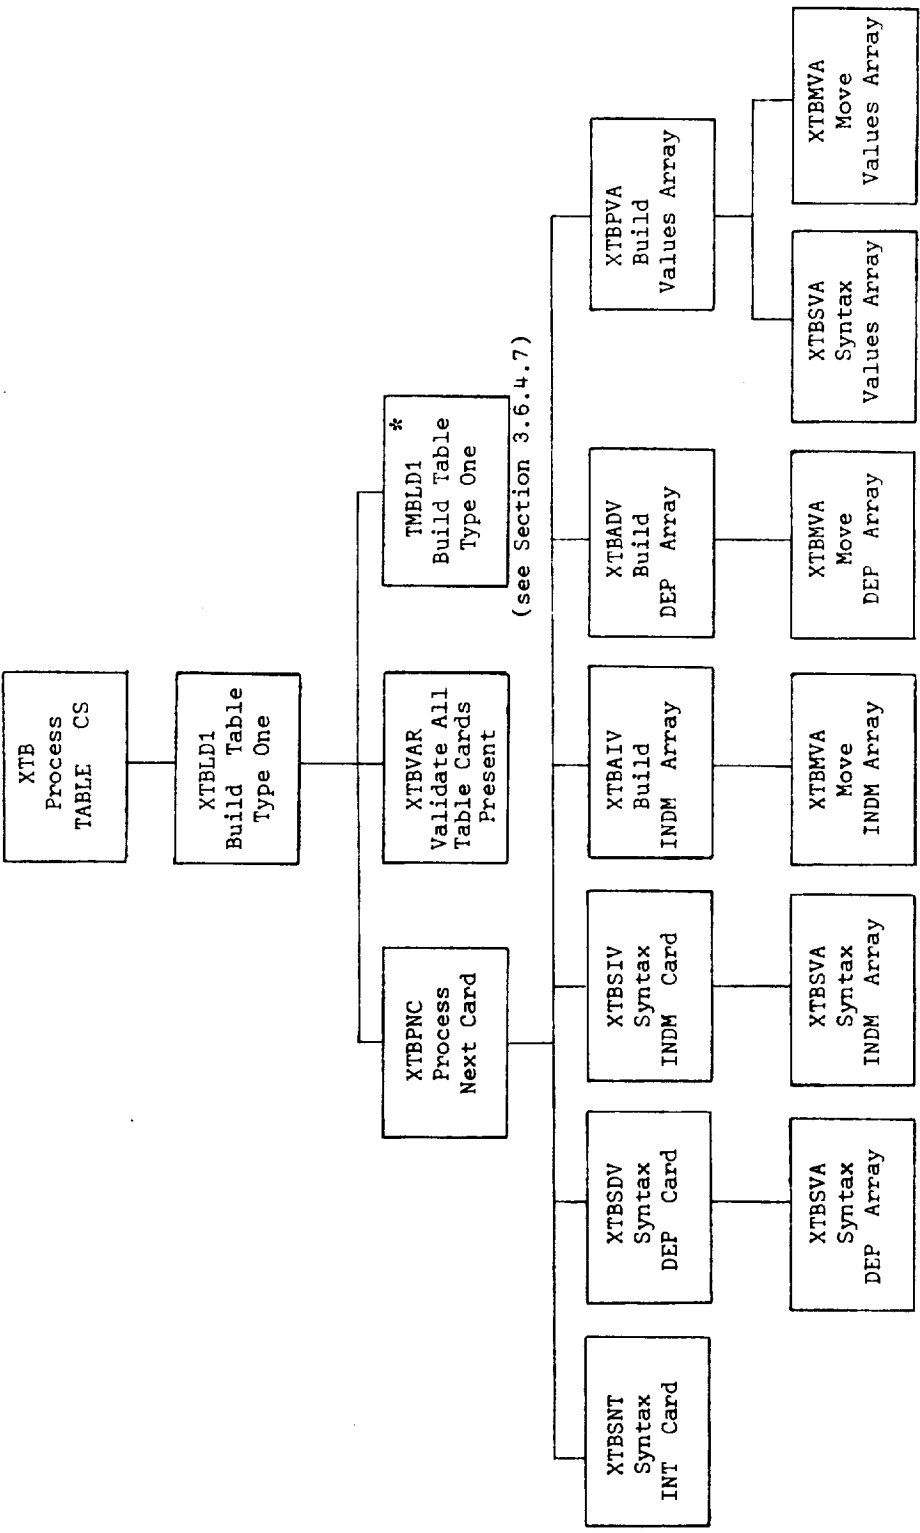 XTB
Process
TABLE CS
XTBLD1
Build Table
Type One
XTBPNC
Process
Next Card
XTBVAR
Validate All
Table Cards
Present
*
TMBLD1
Build Table
Type One
(see Section 3.6.4.7)
XTBSNT
Syntax
INT Card
XTBSDV
Syntax
DEP Card
XTBSIV
Syntax
INDM Card
XTBAIV
Build
INDM Array
XTBADV
Build
DEP Array
XTBPVA
Build
Values Array
XTBSVA
Syntax
DEP Array
XTBSVA
Syntax
INDM Array
XTBMVA
Move
INDM Array
XTBMVA
Move
DEP Array
XTBSVA
Syntax
Values Array
XTBMVA
Move
Values Array